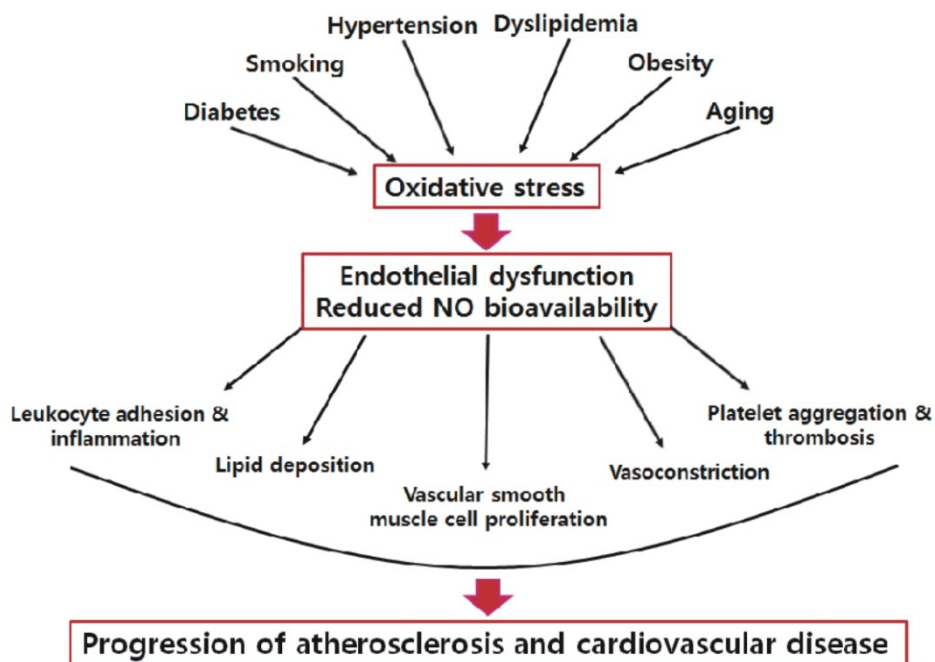 Hypertension
Dyslipidemia
Smoking
Obesity
Diabetes
Aging
Oxidative stress
Endothelial dysfunction
Reduced NO bioavailability
Leukocyte adhesion &
inflammation
Lipid deposition
Vascular smooth
muscle cell proliferation
Vasoconstriction
Platelet aggregation &
thrombosis
Progression of atherosclerosis and cardiovascular disease